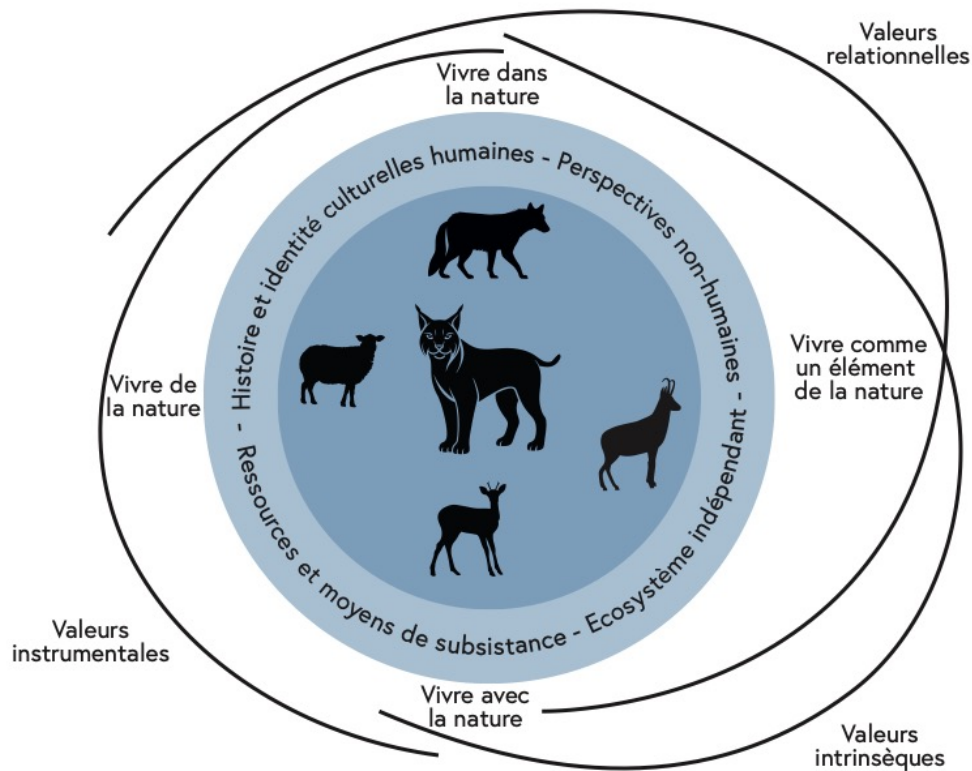 Valeurs
relationnelles
Vivre dans
la nature
- Histoire et identité culturelles humaines - Perspectives non-humaines -
Vivre de
la nature
Vivre comme
un élément
de la nature
Ressources et moyens de subsistance - Ecosystème indépendant
Valeurs
instrumentales
Vivre avec
la nature
Valeurs
intrinsèques